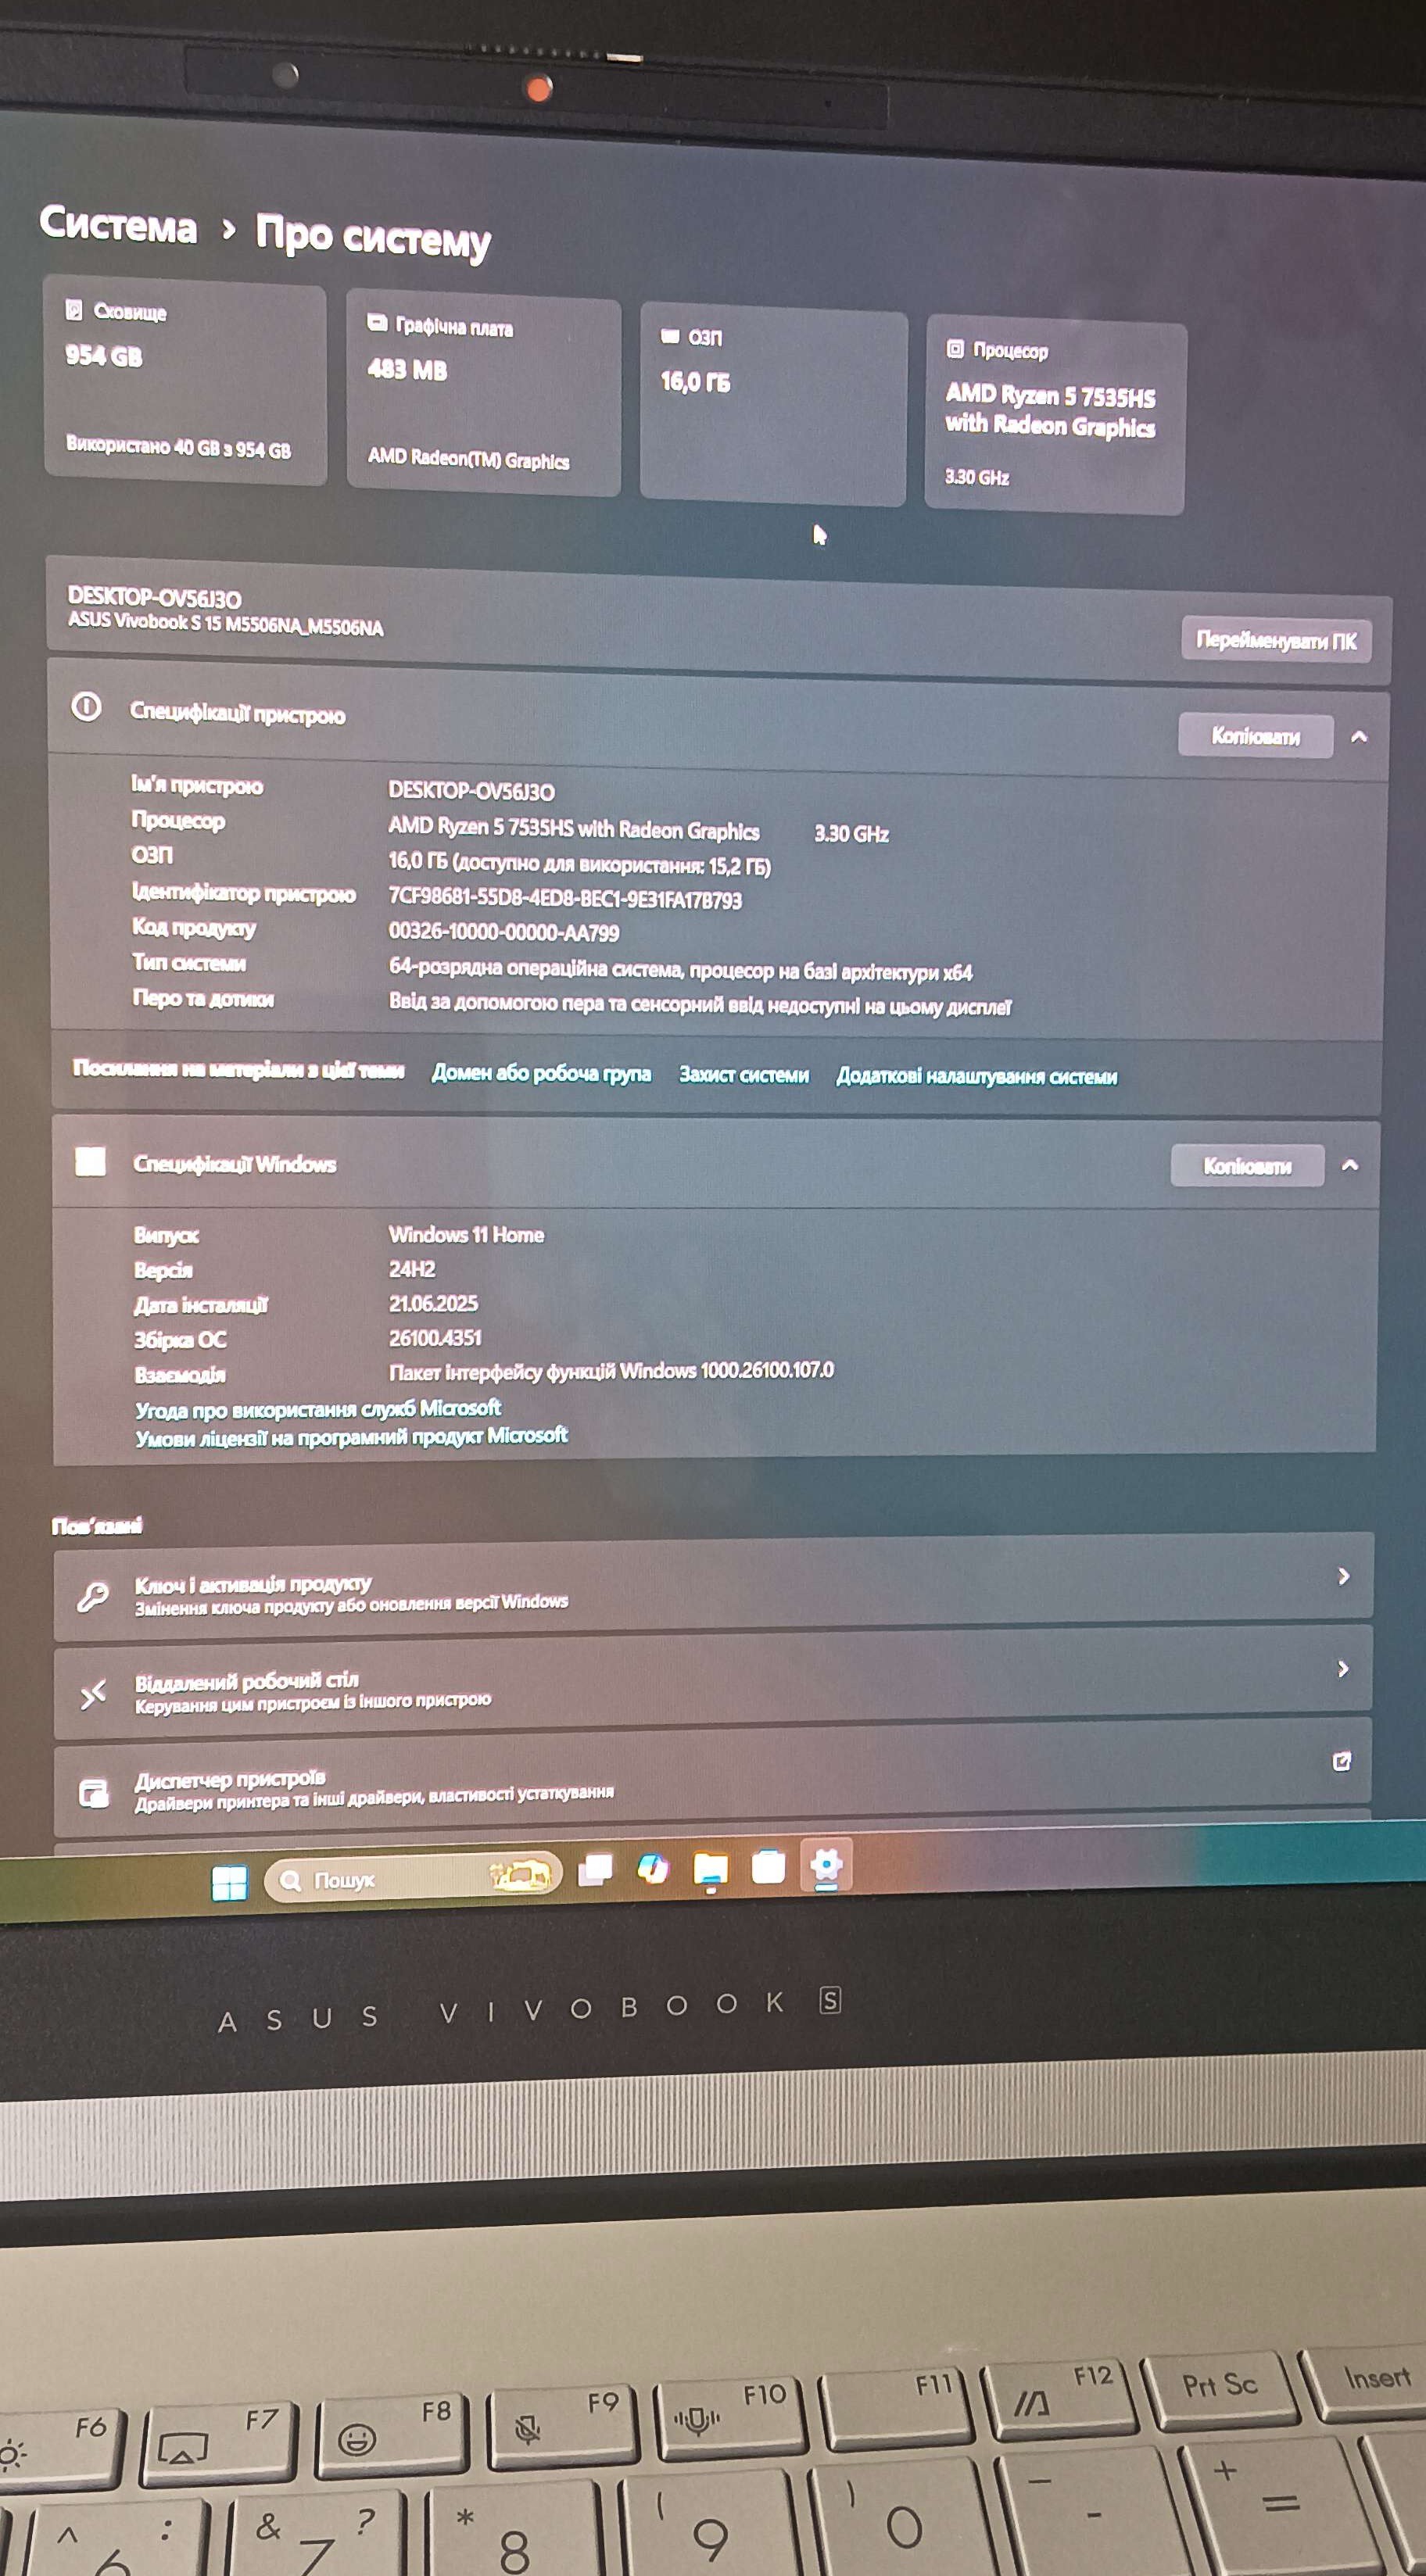 Система › Про систему
Сховище
954 GB
Використано 40 GB з 954 GB
Графічна плата
483 MB
AMD Radeon(TM) Graphics
ОЗП
16,0 ГБ
Процесор
AMD Ryzen 5 7535HS
with Radeon Graphics
3.30 GHz
DESKTOP-OV56J3O
ASUS Vivobook S 15 M5506NA_M5506NA
Перейменувати ПК
Специфікації пристрою
Копіювати
Ім'я пристрою DESKTOP-OV56J3O
Процесор AMD Ryzen 5 7535HS with Radeon Graphics 3.30 GHz
ОЗП 16,0 ГБ (доступно для використання: 15,2 ГБ)
Ідентифікатор пристрою 7CF98681-55D8-4ED8-BEC1-9E31FA17B793
Код продукту 00326-10000-00000-AA799
Тип системи 64-розрядна операційна система, процесор на базі архітектури x64
Перо та дотики Ввід за допомогою пера та сенсорний ввід недоступні на цьому дисплеї
Посилання на матеріали з цієї теми Домен або робоча група Захист системи Додаткові налаштування системи
Специфікації Windows
Копіювати
Випуск Windows 11 Home
Версія 24H2
Дата інсталяції 21.06.2025
Збірка ОС 26100.4351
Взаємодія Пакет інтерфейсу функцій Windows 1000.26100.107.0
Угода про використання служб Microsoft
Умови ліцензії на програмний продукт Microsoft
Пов'язані
Ключ і активація продукту
Змінення ключа продукту або оновлення версії Windows
Віддалений робочий стіл
Керування цим пристроєм із іншого пристрою
Диспетчер пристроїв
Драйвери принтера та інші драйвери, властивості устаткування
Пошук
ASUS VIVOBOOK S
F6 F7 F8 F9 F10 F11 F12 Prt Sc Insert
^ : & ? * ( ) _ +
6 7 8 9 0 - =